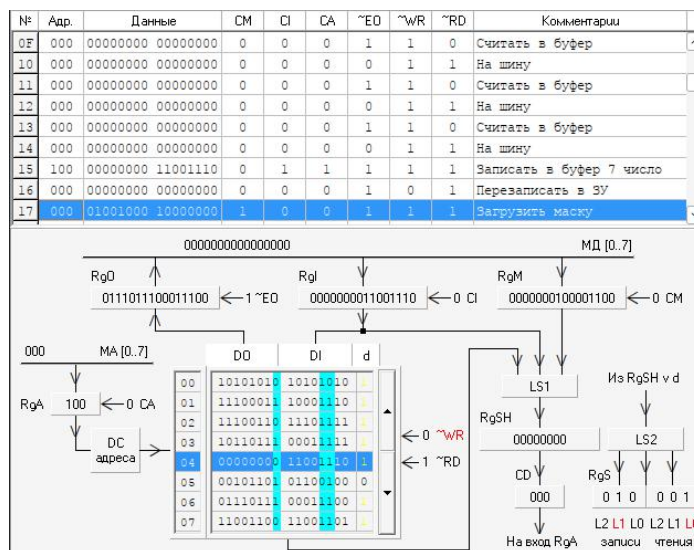 № Адр. Данные CM CI CA ~EO ~WR ~RD Комментарии
0F 000 00000000 00000000 0 0 0 1 1 0 Считать в буфер
10 000 00000000 00000000 0 0 0 0 1 1 На шину
11 000 00000000 00000000 0 0 0 1 1 0 Считать в буфер
12 000 00000000 00000000 0 0 0 0 1 1 На шину
13 000 00000000 00000000 0 0 0 1 1 0 Считать в буфер
14 000 00000000 00000000 0 0 0 0 1 1 На шину
15 100 00000000 11001110 0 1 1 1 1 1 Записать в буфер 7 число
16 000 00000000 00000000 0 0 0 1 0 1 Перезаписать в ЗУ
17 000 01001000 10000000 1 0 0 1 1 1 Загрузить маску
0000000000000000 МД [0..7]
RgO RgI RgM
0111011100011100 1 ~EO 0000000011001110 0 CI 0000000100001100 0 CM
000 МА [0..7]
DO DI d
RgA 100 0 CA
DC адреса
00 10101010 10101010 1
01 11100011 10001110 1
02 11100110 11101111 1
03 10110111 00011111 1
04 00000000 11001110 1
05 00101101 01100100 0
06 01110111 00011100 1
07 11001100 11001101 1
0 ~WR
1 ~RD
LS1
Из RgSH v d
RgSH
00000000
LS2
CD
000
RgS
0 1 0 0 0 1
L2 L1 L0 L2 L1 L0
На вход RgA
записи чтения